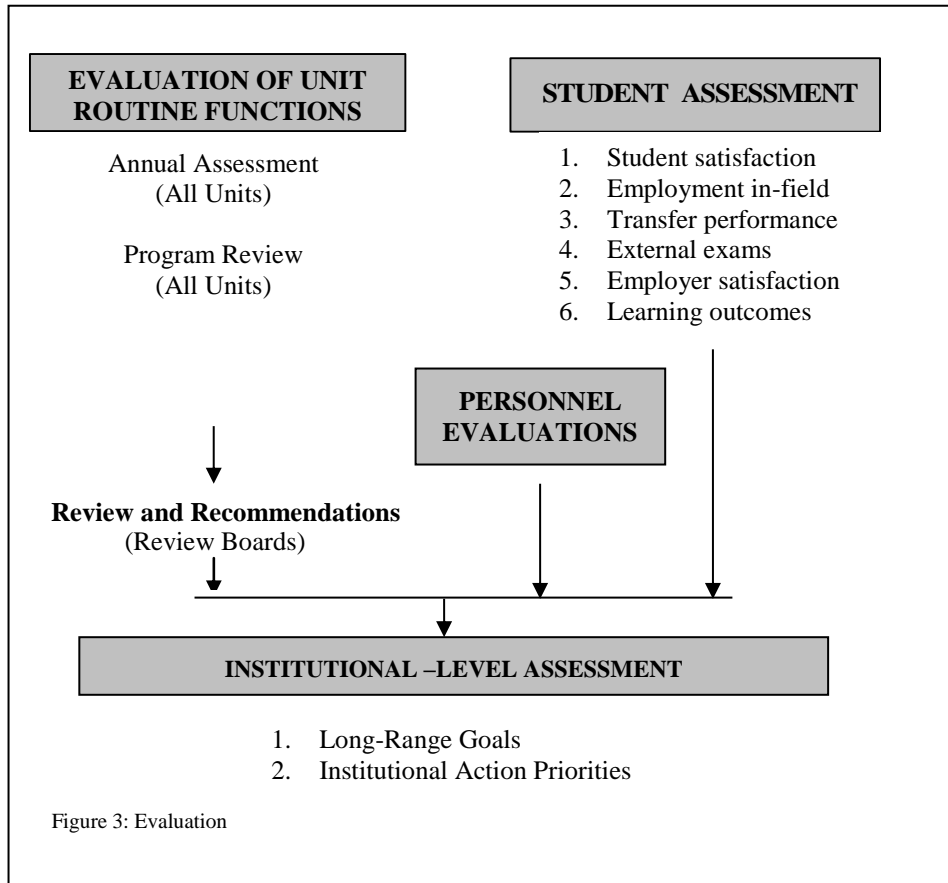 EVALUATION OF UNIT
ROUTINE FUNCTIONS
Annual Assessment
(All Units)
Program Review
(All Units)
STUDENT ASSESSMENT
1. Student satisfaction
2. Employment in-field
3. Transfer performance
4. External exams
5. Employer satisfaction
6. Learning outcomes
PERSONNEL
EVALUATIONS
Review and Recommendations
(Review Boards)
INSTITUTIONAL –LEVEL ASSESSMENT
1. Long-Range Goals
2. Institutional Action Priorities
Figure 3: Evaluation